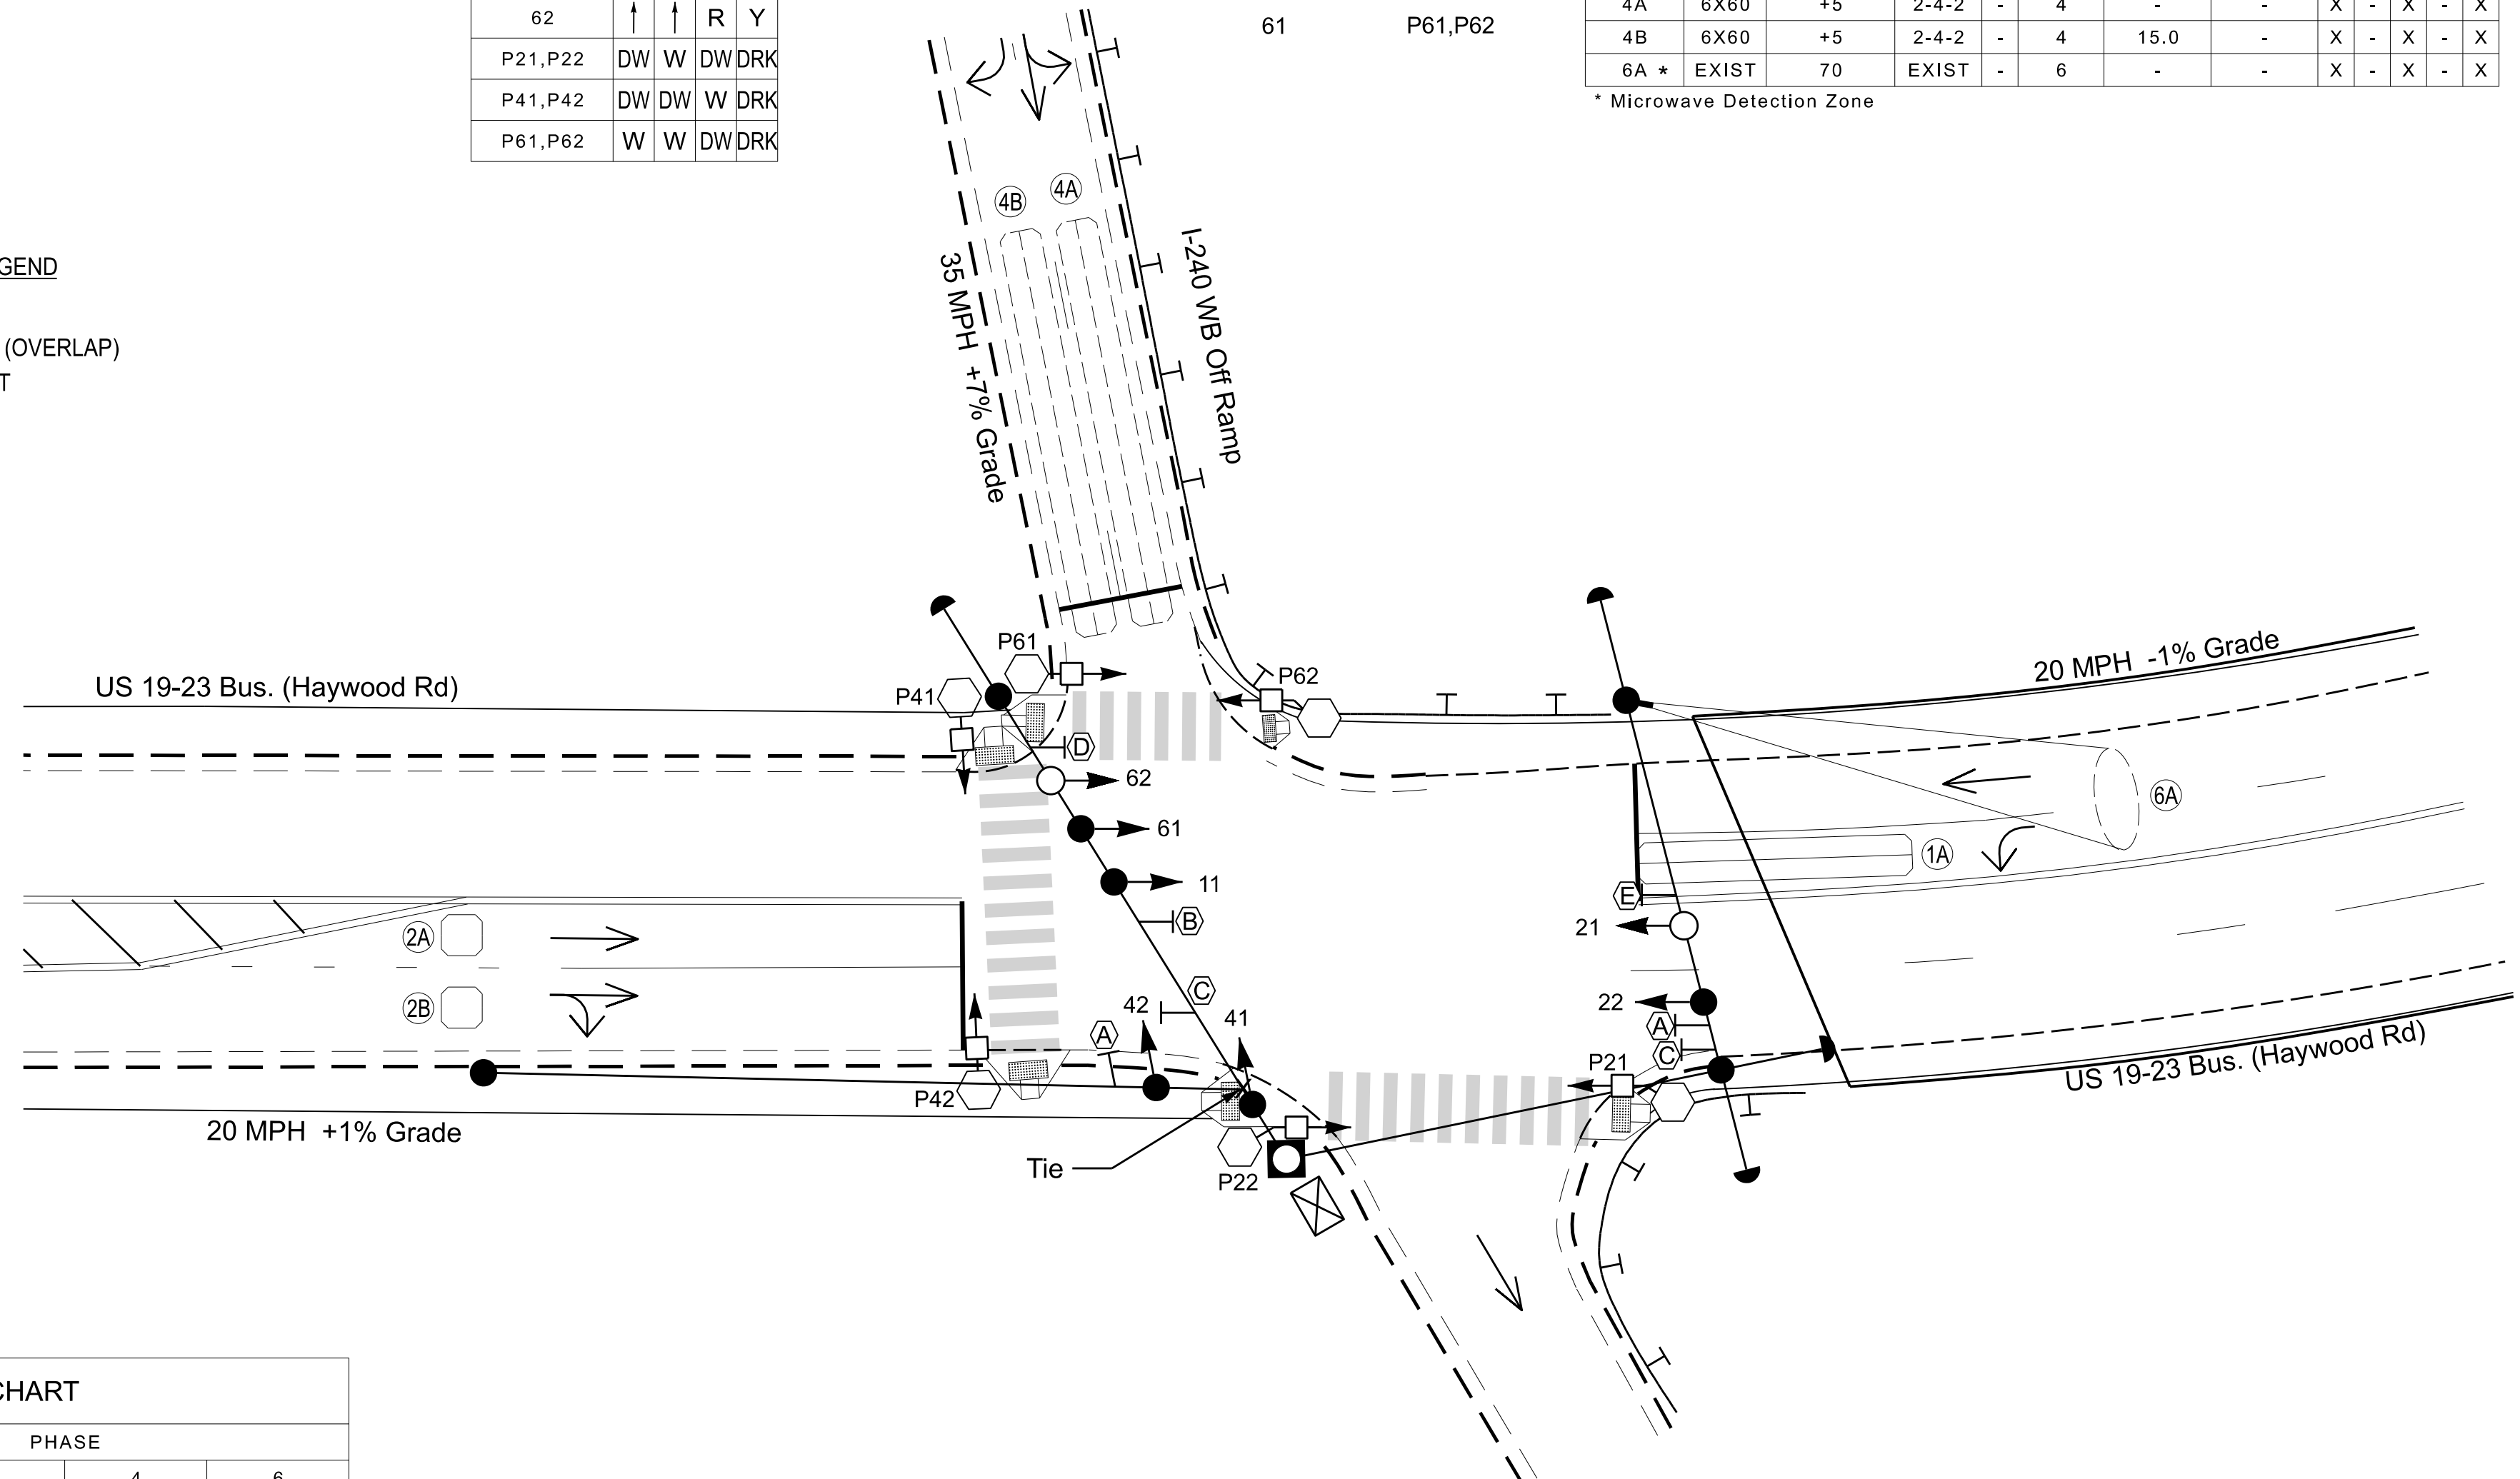 62 ↑ ↑ R Y
P21,P22 DW W DW DRK
P41,P42 DW DW W DRK
P61,P62 W W DW DRK
61 P61,P62
4A 6X60 +5 2-4-2 - 4 - - X - X - X
4B 6X60 +5 2-4-2 - 4 15.0 - X - X - X
6A * EXIST 70 EXIST - 6 - - X - X - X
* Microwave Detection Zone
GEND
(OVERLAP)
T
4B
4A
35 MPH +7% Grade
I-240 WB Off Ramp
P61
P62
P41
US 19-23 Bus. (Haywood Rd)
20 MPH -1% Grade
D
62
61
11
6A
1A
E
B
21
2A
2B
C
42
41
22
A
A
C
P21
P42
P22
US 19-23 Bus. (Haywood Rd)
20 MPH +1% Grade
Tie
CHART
PHASE
4 6